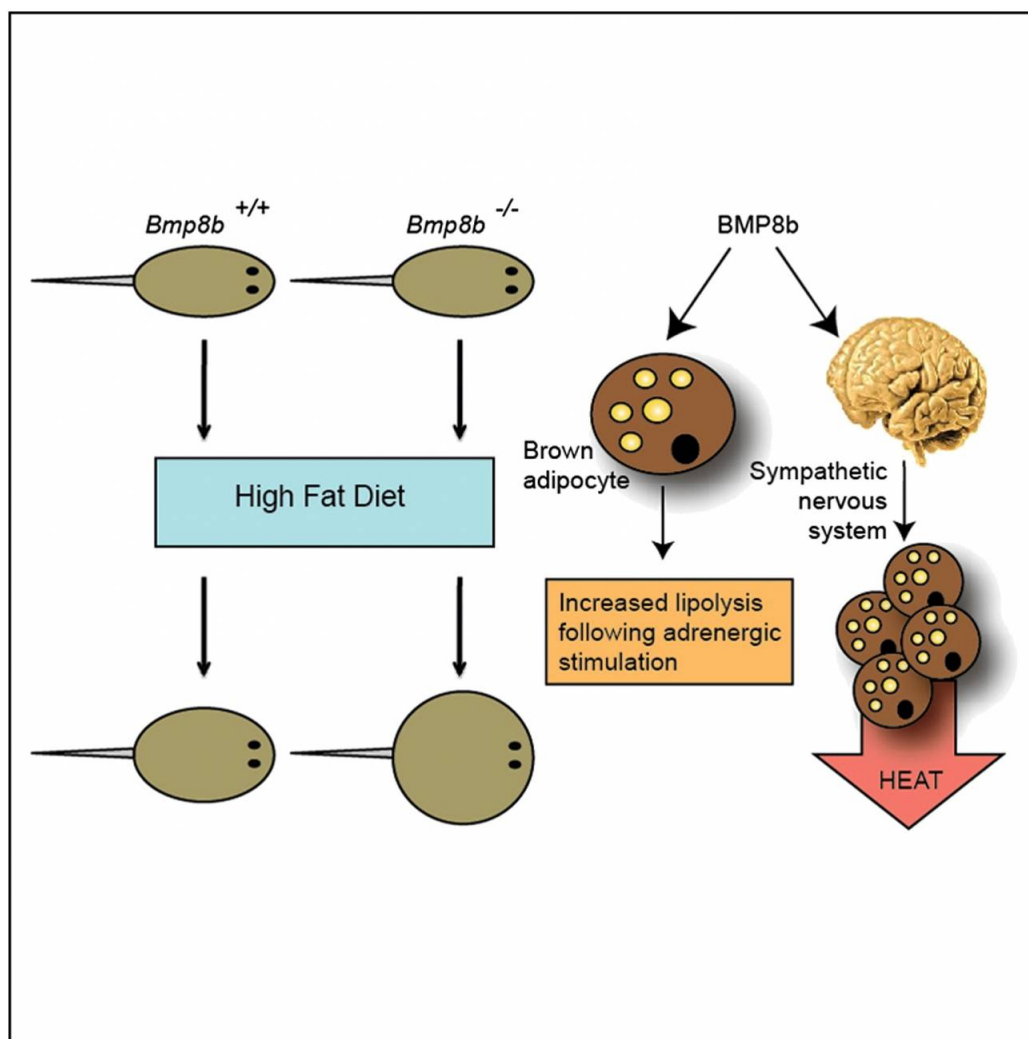 Bmp8b +/+
Bmp8b -/-
High Fat Diet
BMP8b
Brown
adipocyte
Increased lipolysis
following adrenergic
stimulation
Sympathetic
nervous
system
HEAT